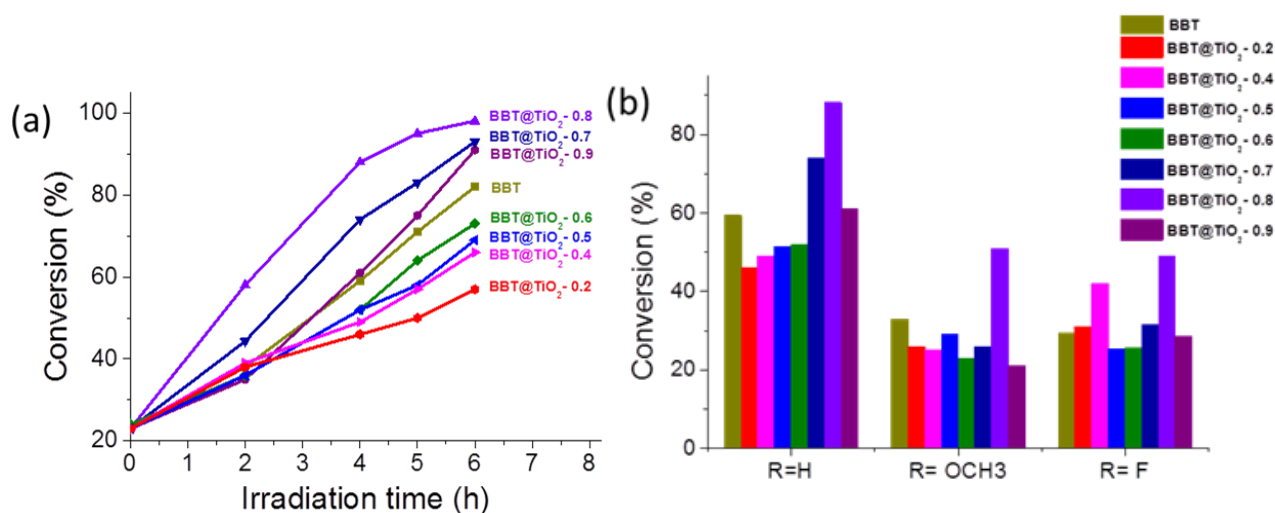 (a)
Conversion (%)
100
80
60
40
20
0 1 2 3 4 5 6 7 8
Irradiation time (h)
BBT@TiO2- 0.8
BBT@TiO2- 0.7
BBT@TiO2- 0.9
BBT
BBT@TiO2- 0.6
BBT@TiO2- 0.5
BBT@TiO2- 0.4
BBT@TiO2- 0.2
(b)
Conversion (%)
80
60
40
20
0
R=H R= OCH3 R= F
BBT
BBT@TiO2- 0.2
BBT@TiO2- 0.4
BBT@TiO2- 0.5
BBT@TiO2- 0.6
BBT@TiO2- 0.7
BBT@TiO2- 0.8
BBT@TiO2- 0.9